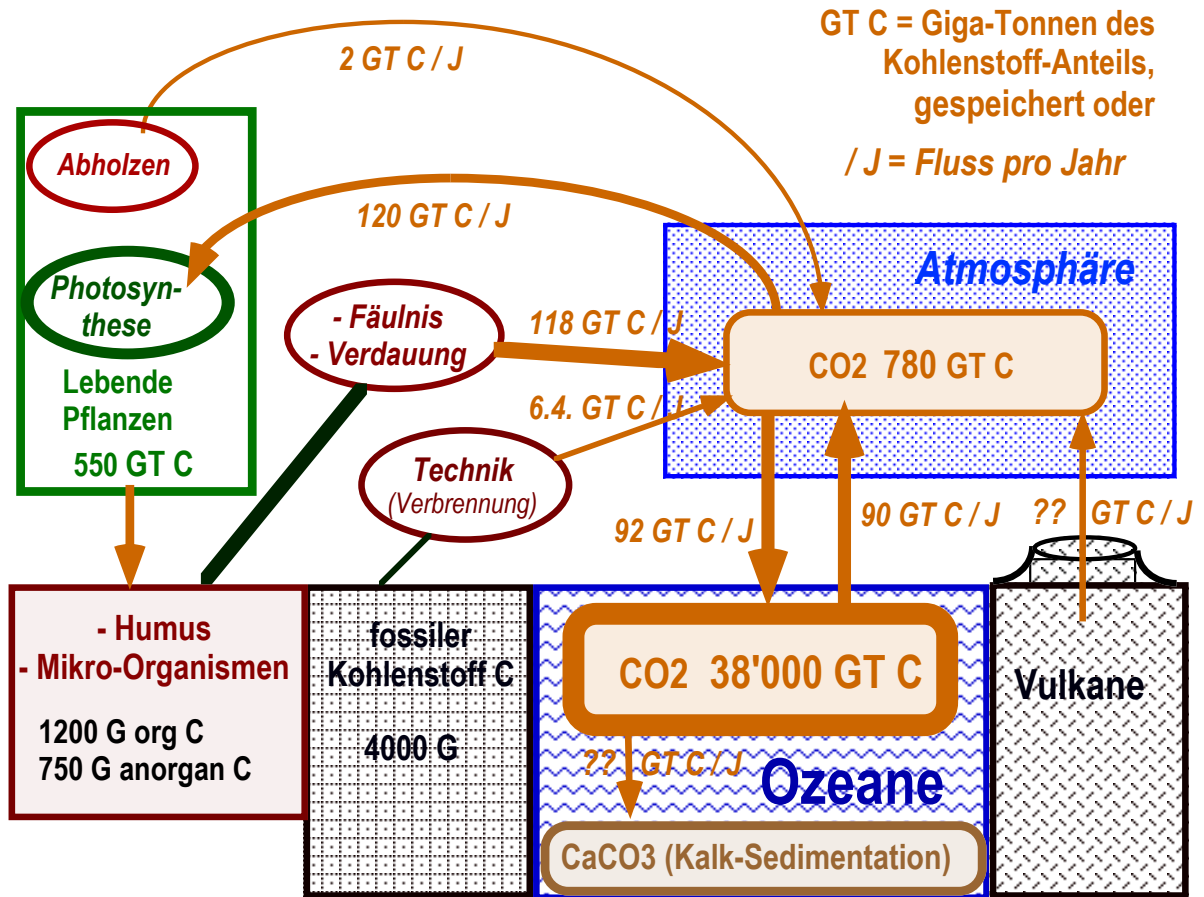 GT C = Giga-Tonnen des
Kohlenstoff-Anteils,
gespeichert oder
/ J = Fluss pro Jahr
2 GT C / J
Abholzen
120 GT C / J
Photosyn-
these
Lebende
Pflanzen
550 GT C
- Fäulnis
- Verdauung
118 GT C / J
6.4. GT C / J
Technik
(Verbrennung)
Atmosphäre
CO2 780 GT C
92 GT C / J
90 GT C / J
?? GT C / J
- Humus
- Mikro-Organismen
1200 G org C
750 G anorgan C
fossiler
Kohlenstoff C
4000 G
CO2 38'000 GT C
?? GT C / J
Ozeane
CaCO3 (Kalk-Sedimentation)
Vulkane